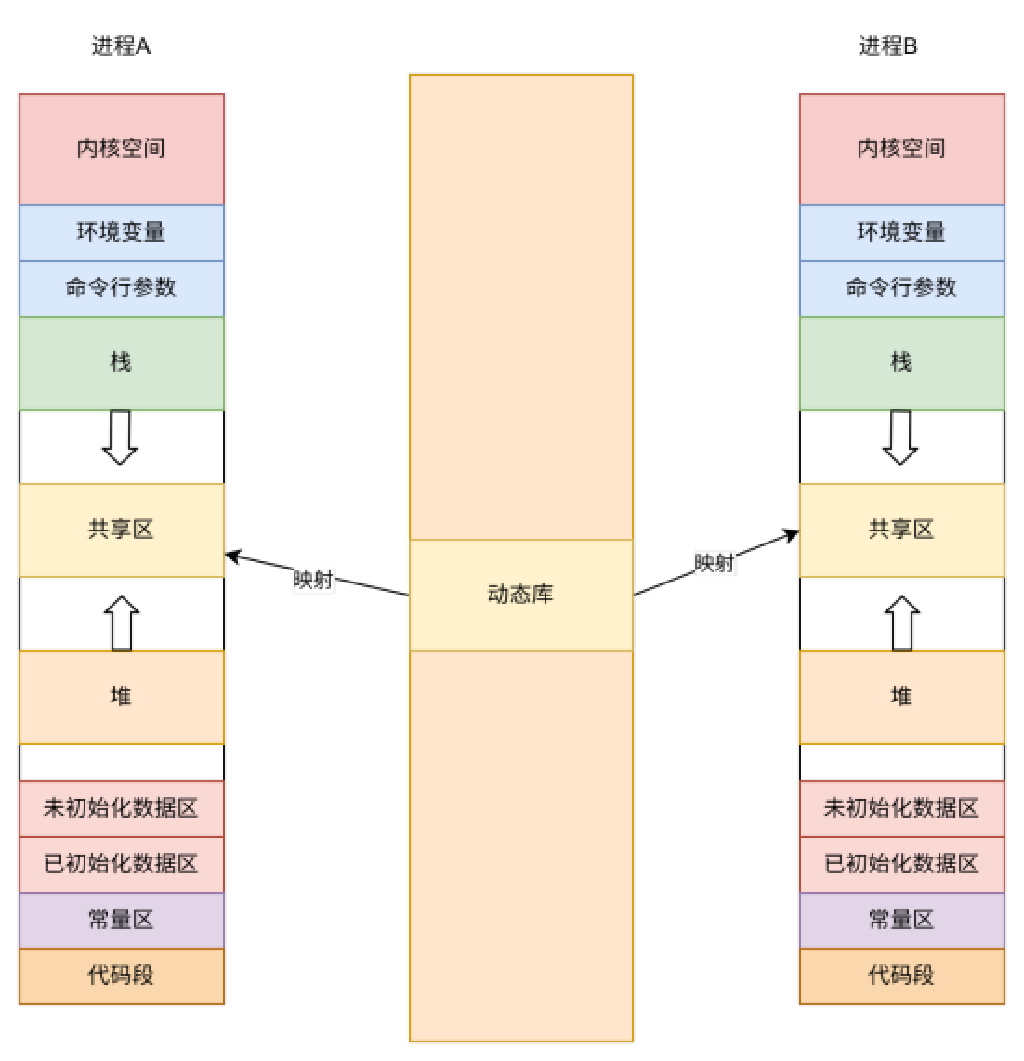 进程A
内核空间
环境变量
命令行参数
栈
共享区
堆
未初始化数据区
已初始化数据区
常量区
代码段
映射
动态库
映射
进程B
内核空间
环境变量
命令行参数
栈
共享区
堆
未初始化数据区
已初始化数据区
常量区
代码段